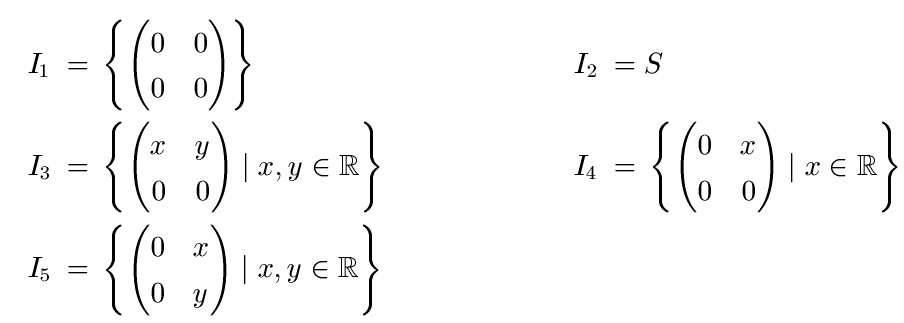 I₁ = { ( 0 0 ; 0 0 ) } I₂ = S
I₃ = { ( x y ; 0 0 ) | x, y ∈ ℝ } I₄ = { ( 0 x ; 0 0 ) | x ∈ ℝ }
I₅ = { ( 0 x ; 0 y ) | x, y ∈ ℝ }